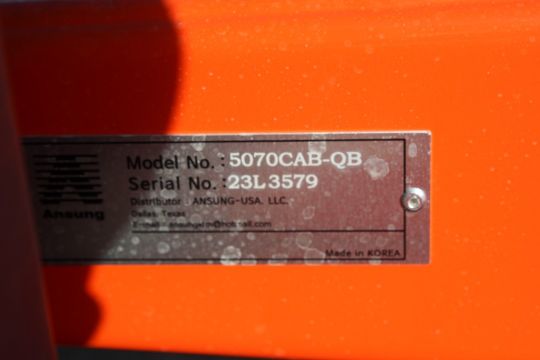 Model No. : 5070CAB-QB
Serial No. : 23L3579
Ansung
Distributor : ANSUNG-USA. LLC.
Dallas, Texas
Made in KOREA